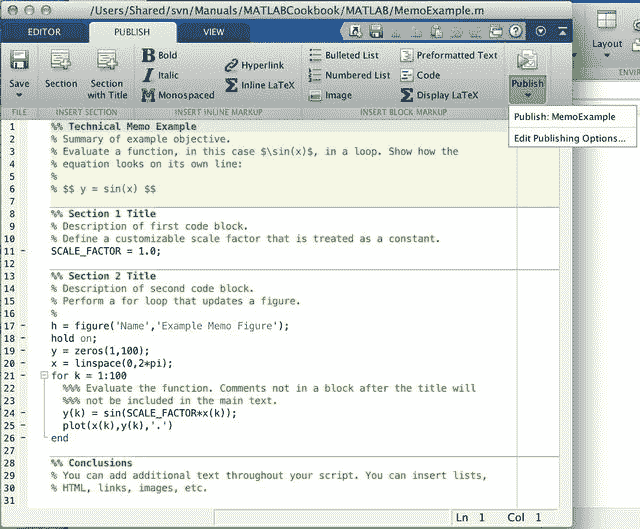 /Users/Shared/svn/Manuals/MATLABCookbook/MATLAB/MemoExample.m
EDITOR PUBLISH VIEW
Save Section Section with Title
Bold
Italic
Monospaced
Hyperlink
Inline LaTeX
Bulleted List
Numbered List
Image
Preformatted Text
Code
Display LaTeX
Publish
Layout
FILE INSERT SECTION INSERT INLINE MARKUP INSERT BLOCK MARKUP
ENVIR
Publish: MemoExample
Edit Publishing Options...
1 %% Technical Memo Example
2 % Summary of example objective.
3 % Evaluate a function, in this case $\sin(x)$, in a loop. Show how the
4 % equation looks on its own line:
5 %
6 % $$ y = sin(x) $$
7
8 %% Section 1 Title
9 % Description of first code block.
10 % Define a customizable scale factor that is treated as a constant.
11 - SCALE_FACTOR = 1.0;
12
13 %% Section 2 Title
14 % Description of second code block.
15 % Perform a for loop that updates a figure.
16 %
17 - h = figure('Name','Example Memo Figure');
18 - hold on;
19 - y = zeros(1,100);
20 - x = linspace(0,2*pi);
21 - for k = 1:100
22 %%% Evaluate the function. Comments not in a block after the title will
23 %%% not be included in the main text.
24 - y(k) = sin(SCALE_FACTOR*x(k));
25 - plot(x(k),y(k),'.')
26 - end
27
28 %% Conclusions
29 % You can add additional text throughout your script. You can insert lists,
30 % HTML, links, images, etc.
31
Ln 1 Col 1